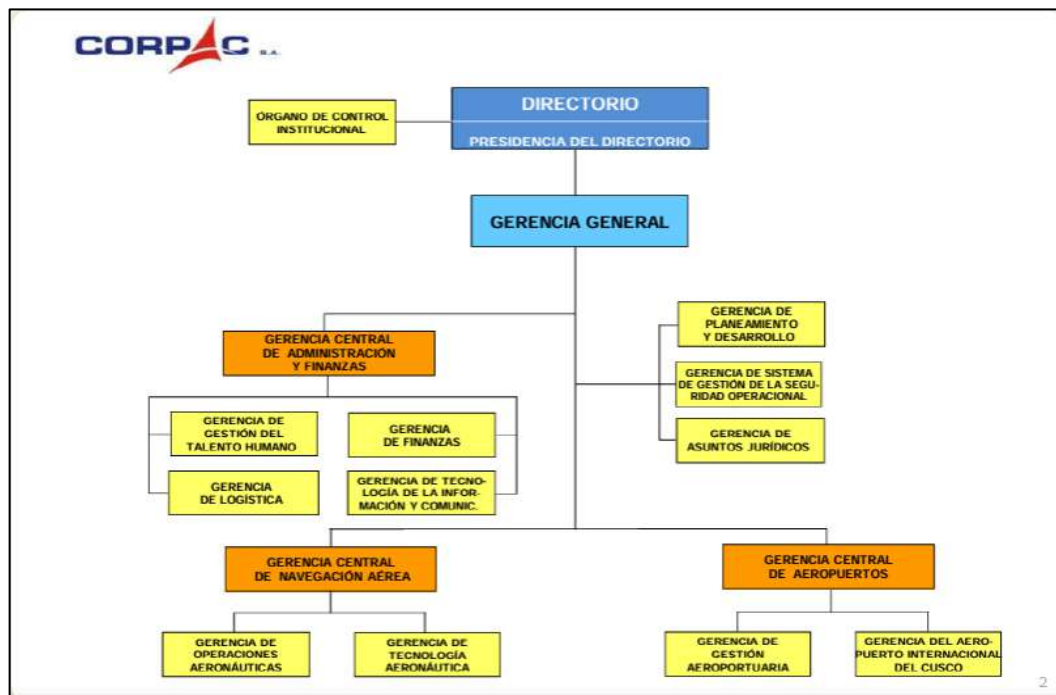 CORPAC S.A.
DIRECTORIO
PRESIDENCIA DEL DIRECTORIO
ÓRGANO DE CONTROL
INSTITUCIONAL
GERENCIA GENERAL
GERENCIA DE
PLANEAMIENTO
Y DESARROLLO
GERENCIA DE SISTEMA
DE GESTIÓN DE LA SEGU-
RIDAD OPERACIONAL
GERENCIA DE
ASUNTOS JURÍDICOS
GERENCIA CENTRAL
DE ADMINISTRACIÓN
Y FINANZAS
GERENCIA DE
GESTIÓN DEL
TALENTO HUMANO
GERENCIA
DE FINANZAS
GERENCIA
DE LOGÍSTICA
GERENCIA DE TECNO-
LOGÍA DE LA INFOR-
MACIÓN Y COMUNIC.
GERENCIA CENTRAL
DE NAVEGACIÓN AÉREA
GERENCIA CENTRAL
DE AEROPUERTOS
GERENCIA DE
OPERACIONES
AERONÁUTICAS
GERENCIA DE
TECNOLOGÍA
AERONÁUTICA
GERENCIA DE
GESTIÓN
AEROPORTUARIA
GERENCIA DEL AERO-
PUERTO INTERNACIONAL
DEL CUSCO
2